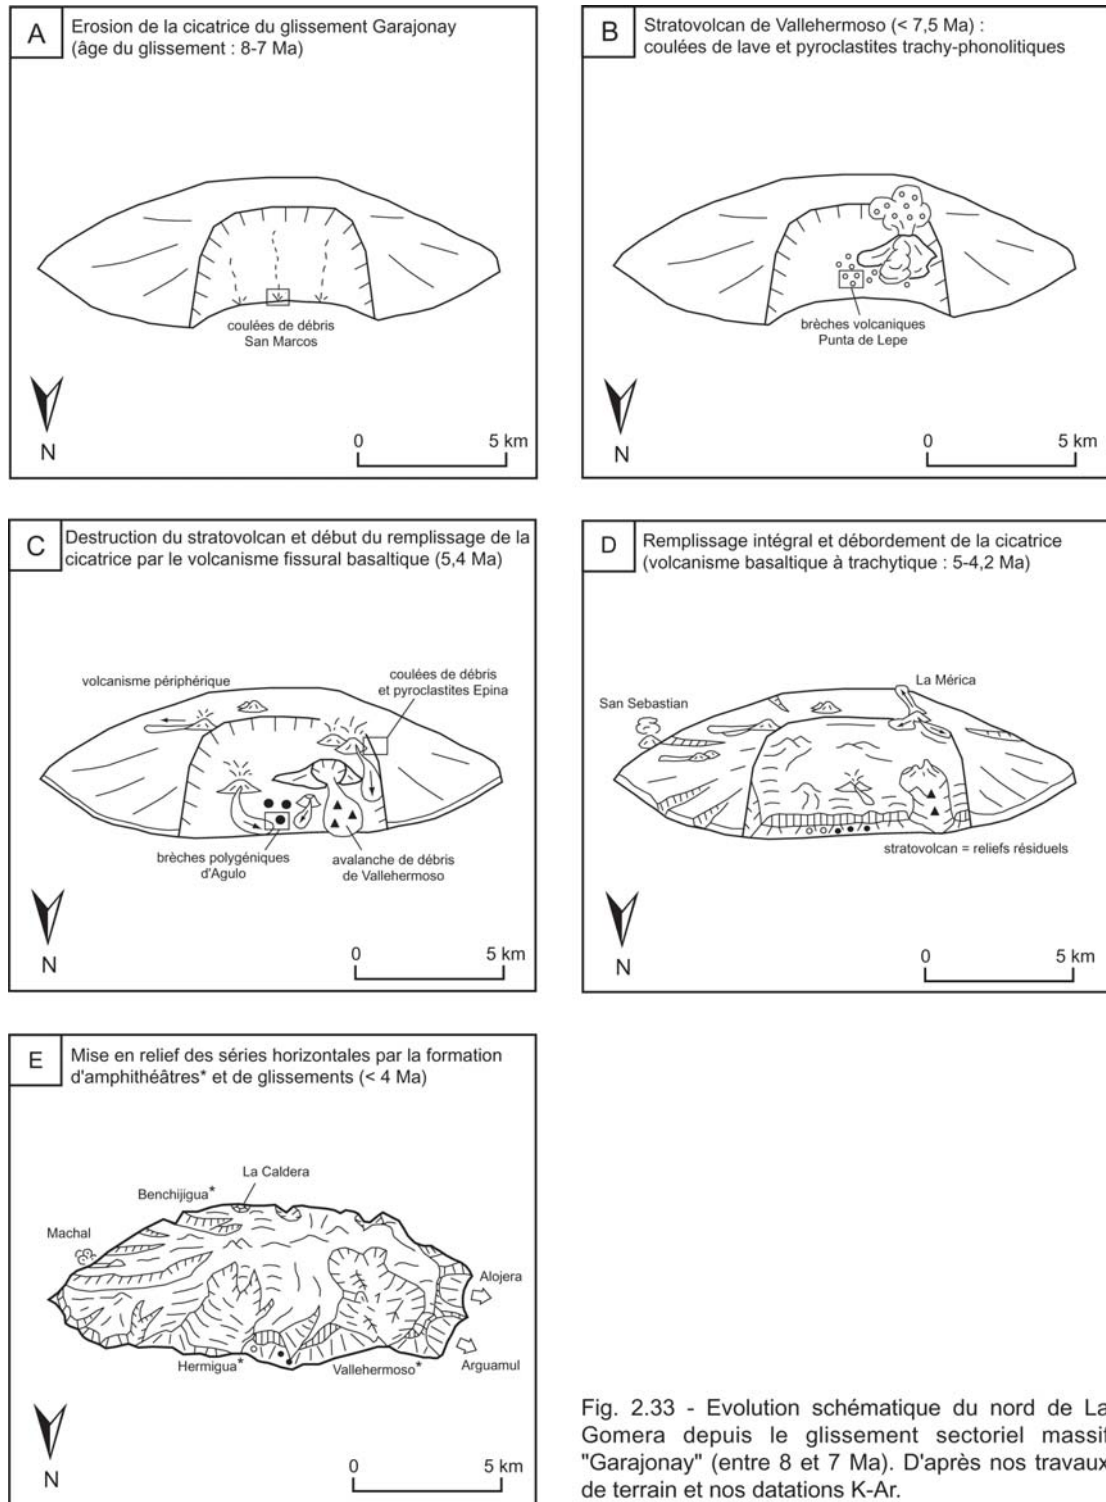 A
Erosion de la cicatrice du glissement Garajonay
(âge du glissement : 8-7 Ma)
coulées de débris
San Marcos
N
0
5 km
B
Stratovolcan de Vallehermoso (< 7,5 Ma) :
coulées de lave et pyroclastites trachy-phonolitiques
brèches volcaniques
Punta de Lepe
N
0
5 km
C
Destruction du stratovolcan et début du remplissage de la
cicatrice par le volcanisme fissural basaltique (5,4 Ma)
volcanisme périphérique
coulées de débris
et pyroclastites Epina
brèches polygéniques
d'Agulo
avalanche de débris
de Vallehermoso
N
0
5 km
D
Remplissage intégral et débordement de la cicatrice
(volcanisme basaltique à trachytique : 5-4,2 Ma)
La Mérica
San Sebastian
stratovolcan = reliefs résiduels
N
0
5 km
E
Mise en relief des séries horizontales par la formation
d'amphithéâtres* et de glissements (< 4 Ma)
La Caldera
Benchijigua*
Machal
Alojera
Hermigua*
Vallehermoso*
Arguamul
N
0
5 km
Fig. 2.33 - Evolution schématique du nord de La
Gomera depuis le glissement sectoriel massif
"Garajonay" (entre 8 et 7 Ma). D'après nos travaux
de terrain et nos datations K-Ar.